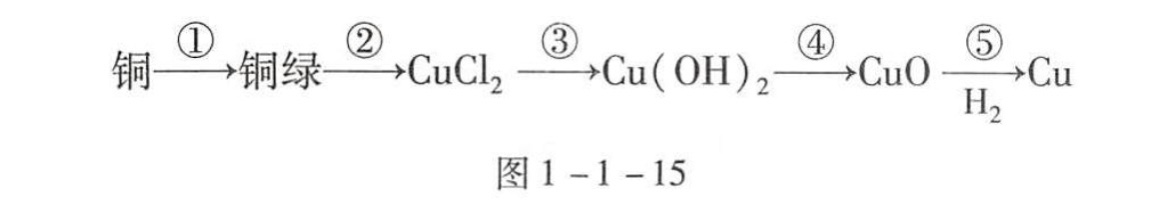 铜 ①→ 铜绿 ②→ CuCl₂ ③→ Cu(OH)₂ ④→ CuO ⑤→ H₂ Cu
图 1-1-15